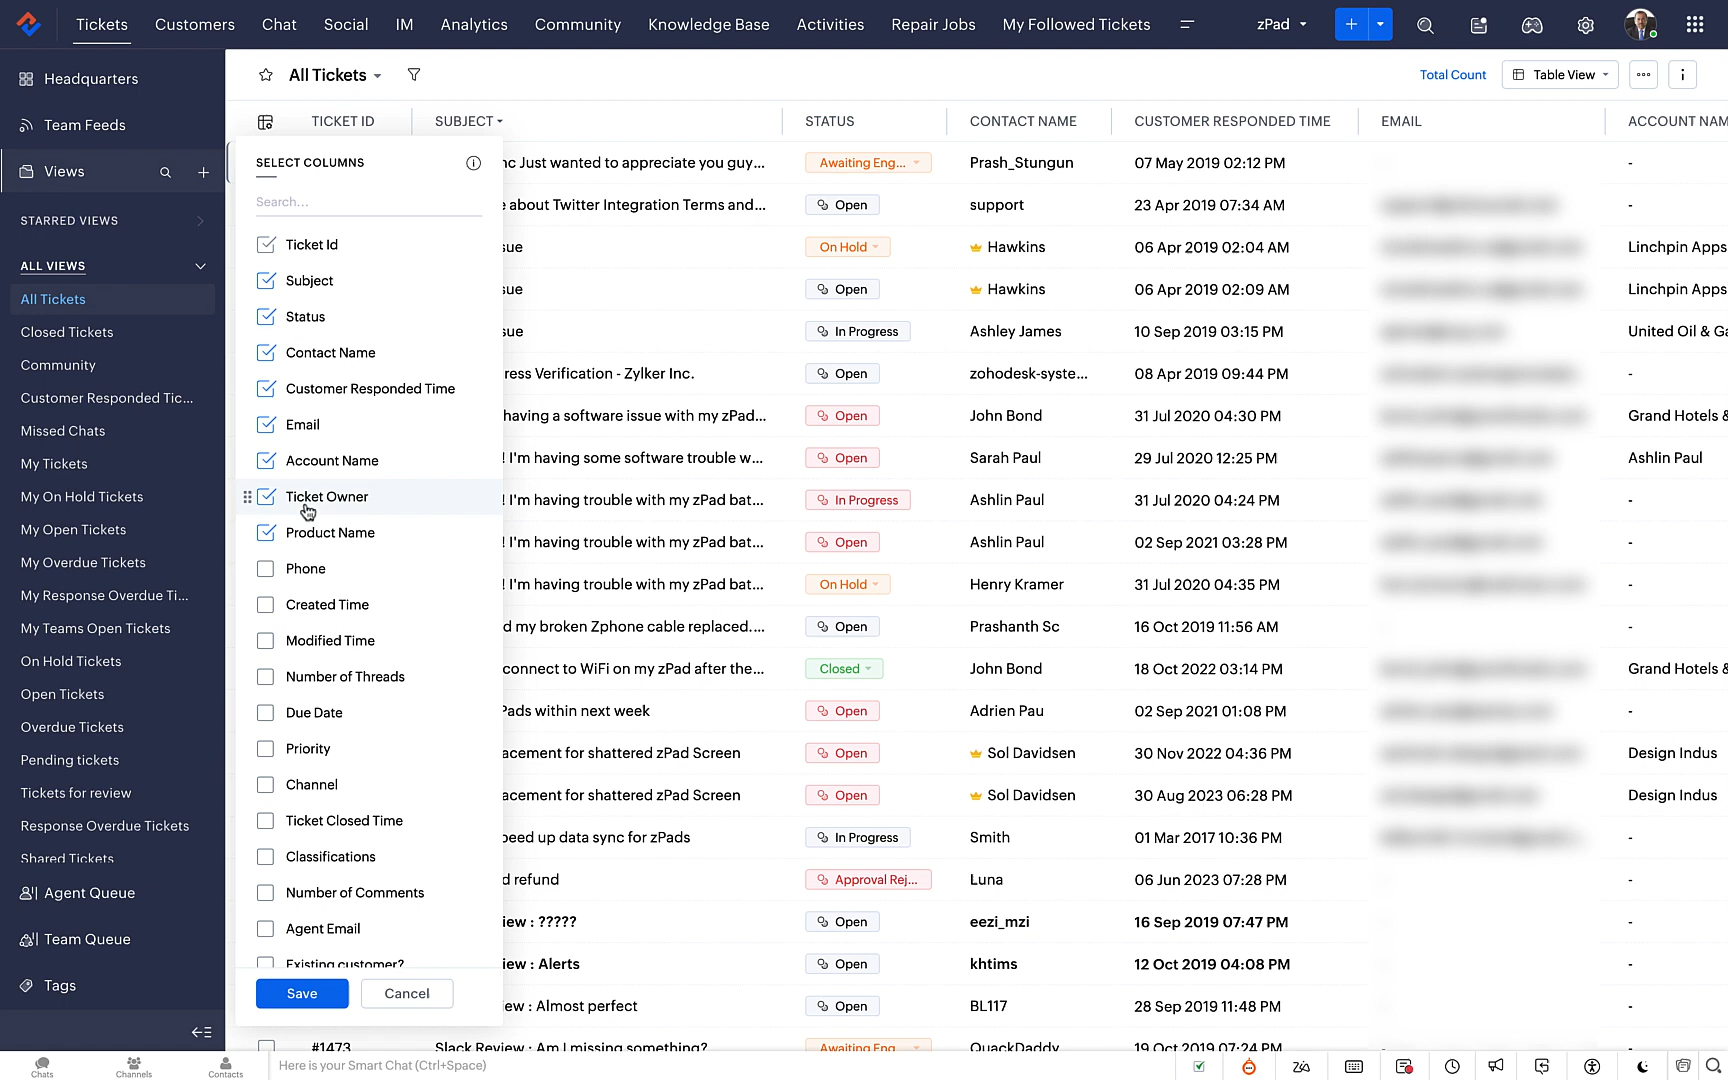 Tickets Customers Chat Social IM Analytics Community Knowledge Base Activities Repair Jobs My Followed Tickets zPad
Headquarters
Team Feeds
Views
STARRED VIEWS
ALL VIEWS
All Tickets
Closed Tickets
Community
Customer Responded Tic...
Missed Chats
My Tickets
My On Hold Tickets
My Open Tickets
My Overdue Tickets
My Response Overdue Ti...
My Teams Open Tickets
On Hold Tickets
Open Tickets
Overdue Tickets
Pending tickets
Tickets for review
Response Overdue Tickets
Shared Tickets
Agent Queue
Team Queue
Tags
All Tickets Total Count Table View
TICKET ID SUBJECT STATUS CONTACT NAME CUSTOMER RESPONDED TIME EMAIL ACCOUNT NAM
SELECT COLUMNS
Search...
Ticket Id
Subject
Status
Contact Name
Customer Responded Time
Email
Account Name
Ticket Owner
Product Name
Phone
Created Time
Modified Time
Number of Threads
Due Date
Priority
Channel
Ticket Closed Time
Classifications
Number of Comments
Agent Email
Existing customer?
Save Cancel
nc Just wanted to appreciate you guy... Awaiting Eng... Prash_Stungun 07 May 2019 02:12 PM -
e about Twitter Integration Terms and... Open support 23 Apr 2019 07:34 AM -
sue On Hold Hawkins 06 Apr 2019 02:04 AM Linchpin Apps
sue Open Hawkins 06 Apr 2019 02:09 AM Linchpin Apps
sue In Progress Ashley James 10 Sep 2019 03:15 PM United Oil & Ga
ress Verification - Zylker Inc. Open zohodesk-syste... 08 Apr 2019 09:44 PM -
having a software issue with my zPad... Open John Bond 31 Jul 2020 04:30 PM Grand Hotels &
! I'm having some software trouble w... Open Sarah Paul 29 Jul 2020 12:25 PM Ashlin Paul
! I'm having trouble with my zPad bat... In Progress Ashlin Paul 31 Jul 2020 04:24 PM -
! I'm having trouble with my zPad bat... Open Ashlin Paul 02 Sep 2021 03:28 PM -
! I'm having trouble with my zPad bat... On Hold Henry Kramer 31 Jul 2020 04:35 PM -
d my broken Zphone cable replaced.... Open Prashanth Sc 16 Oct 2019 11:56 AM -
connect to WiFi on my zPad after the... Closed John Bond 18 Oct 2022 03:14 PM Grand Hotels &
Pads within next week Open Adrien Pau 02 Sep 2021 01:08 PM -
acement for shattered zPad Screen Open Sol Davidsen 30 Nov 2022 04:36 PM Design Indus
acement for shattered zPad Screen Open Sol Davidsen 30 Aug 2023 06:28 PM Design Indus
peed up data sync for zPads In Progress Smith 01 Mar 2017 10:36 PM -
d refund Approval Rej... Luna 06 Jun 2023 07:28 PM -
iew : ????? Open eezi_mzi 16 Sep 2019 07:47 PM -
iew : Alerts Open khtims 12 Oct 2019 04:08 PM -
iew : Almost perfect Open BL117 28 Sep 2019 11:48 PM -
#1473 Slack Review : Am I missing something? Awaiting Eng... QuackDaddy 19 Oct 2019 07:24 PM
Chats Channels Contacts Here is your Smart Chat (Ctrl+Space)